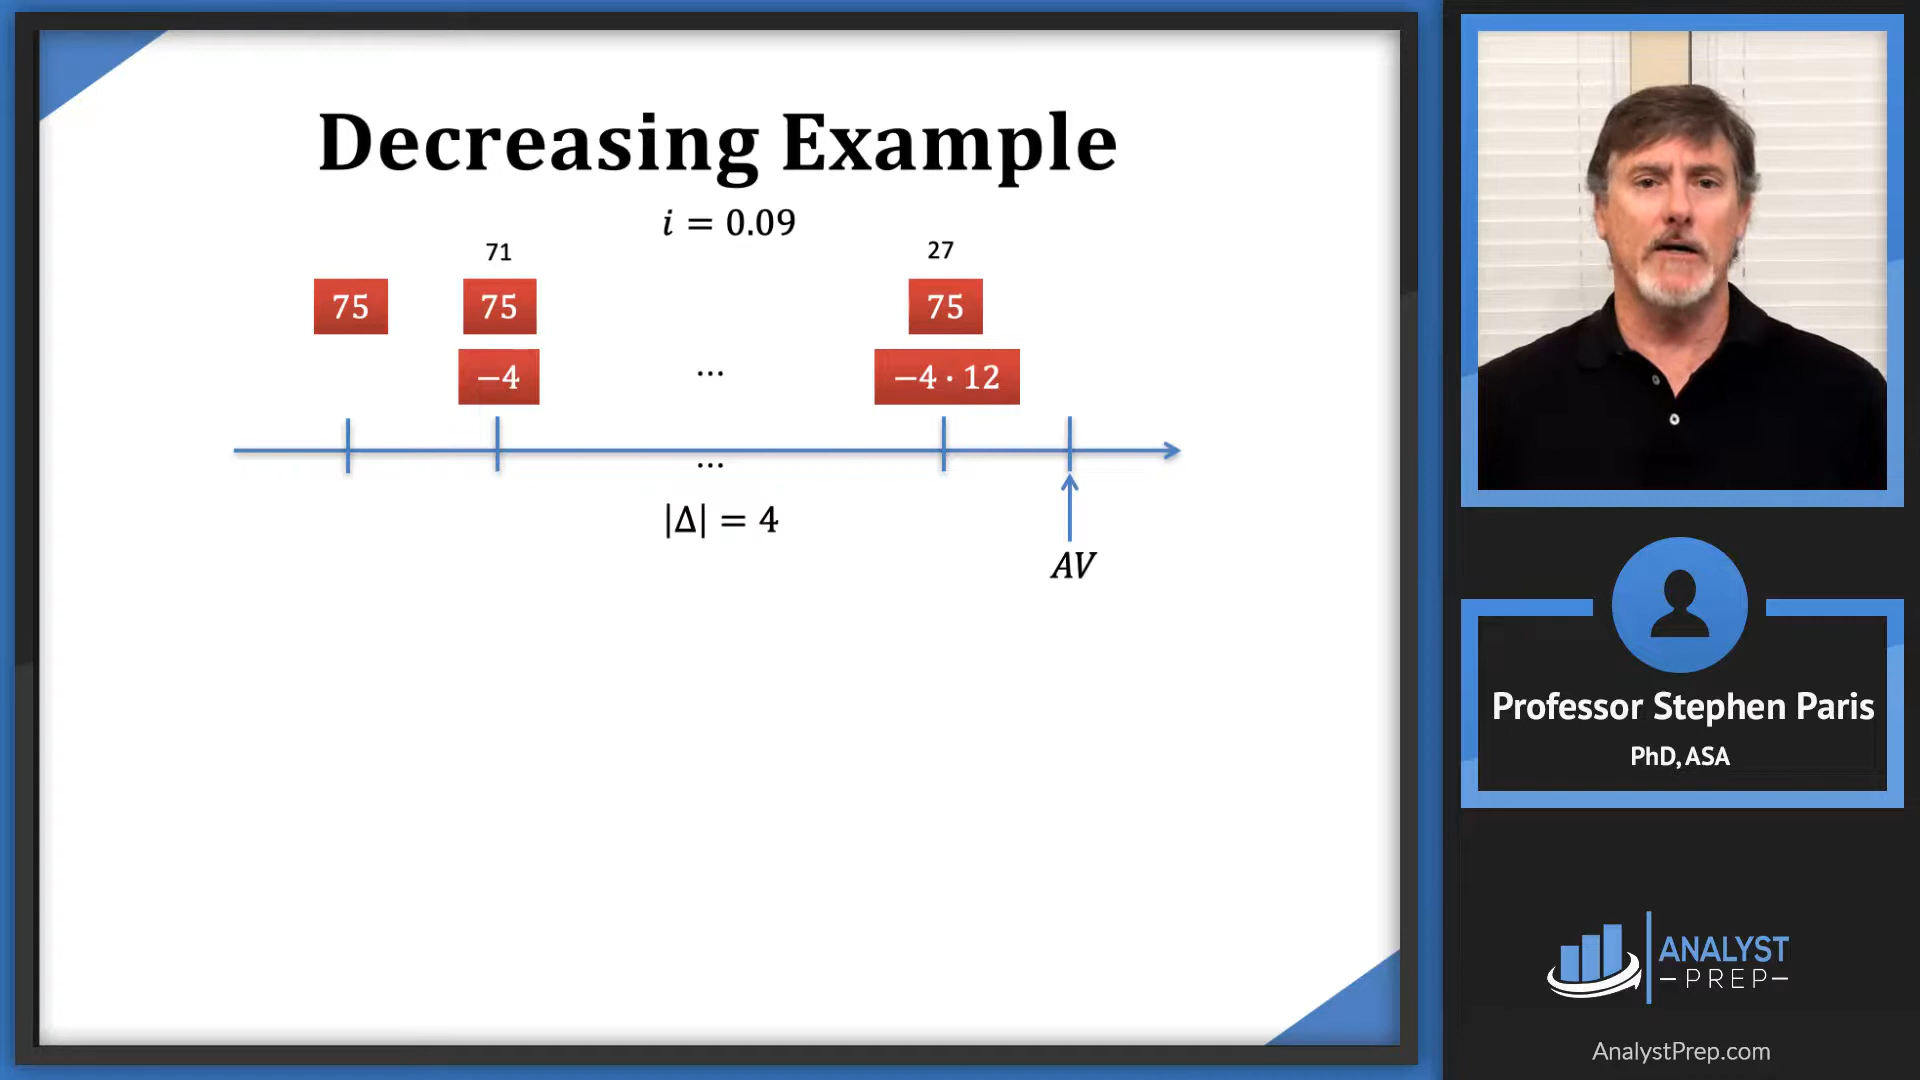 Decreasing Example
i = 0.09
71
27
75
75
75
−4
...
−4 · 12
...
|Δ| = 4
AV
Professor Stephen Paris
PhD, ASA
ANALYST
PREP
AnalystPrep.com